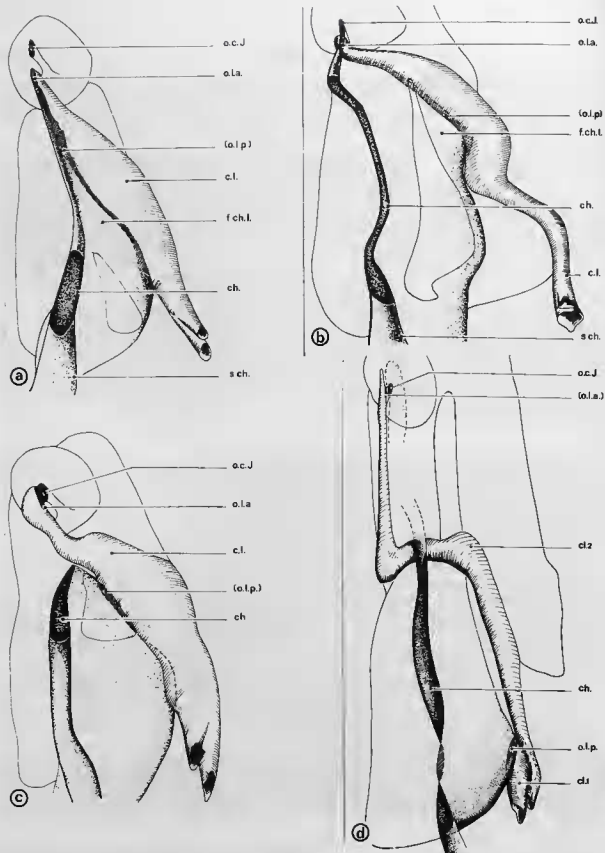 o.c.J
o.l.a.
(o.l.p)
c.l.
f ch.l.
ch.
s ch.
a
o.c.J.
o.l.a.
(o.l.p)
f.ch.l.
ch.
c.l.
s ch.
b
o.c.J
o.l.a
c.l.
(o.l.p.)
ch
c
o.c.J
(o.l.a.)
cl.2
ch.
o.l.p.
cl.1
d